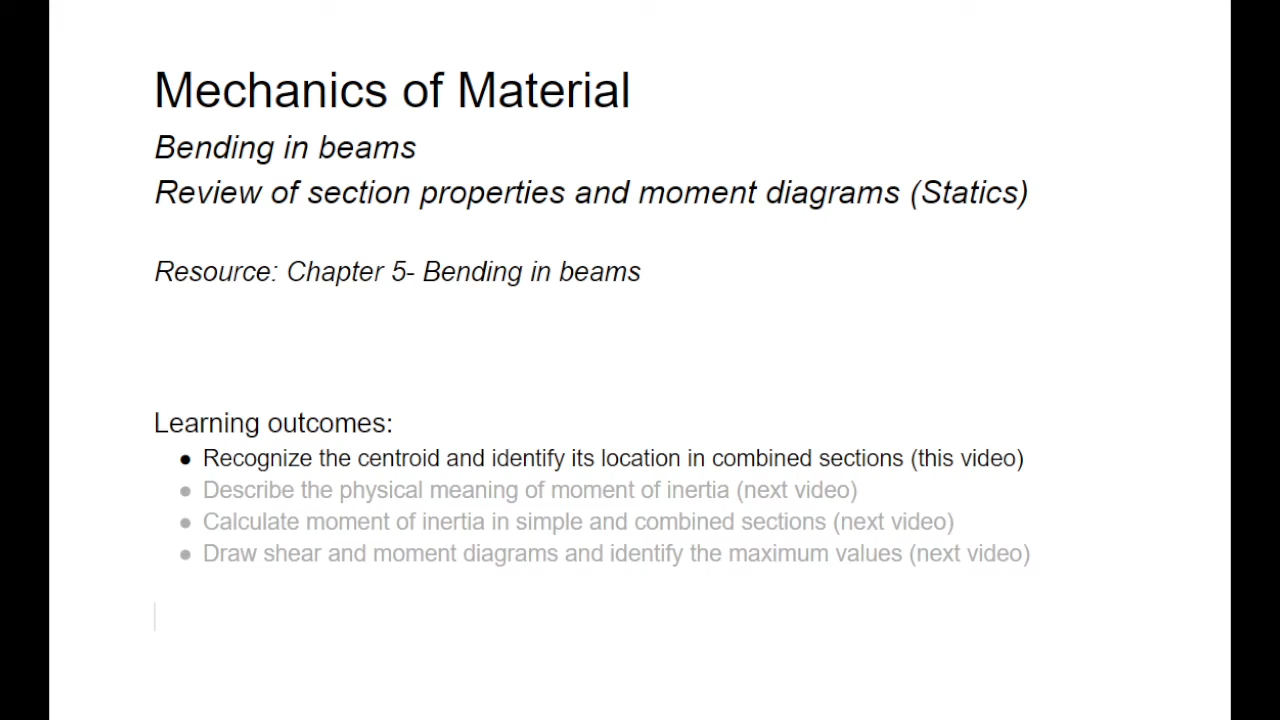 Mechanics of Material
Bending in beams
Review of section properties and moment diagrams (Statics)
Resource: Chapter 5- Bending in beams
Learning outcomes:
● Recognize the centroid and identify its location in combined sections (this video)
● Describe the physical meaning of moment of inertia (next video)
● Calculate moment of inertia in simple and combined sections (next video)
● Draw shear and moment diagrams and identify the maximum values (next video)